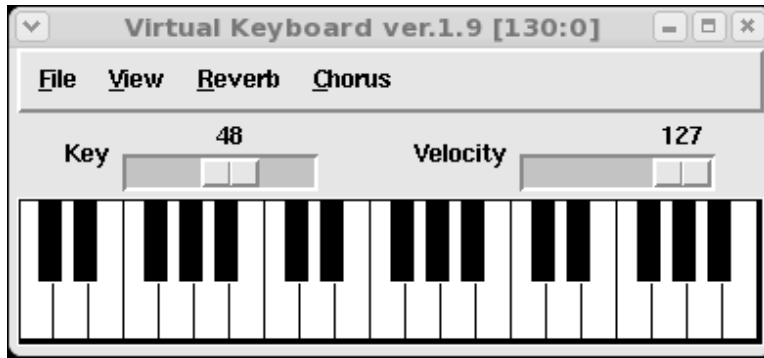 Virtual Keyboard ver.1.9 [130:0]
File View Reverb Chorus
Key 48 Velocity 127